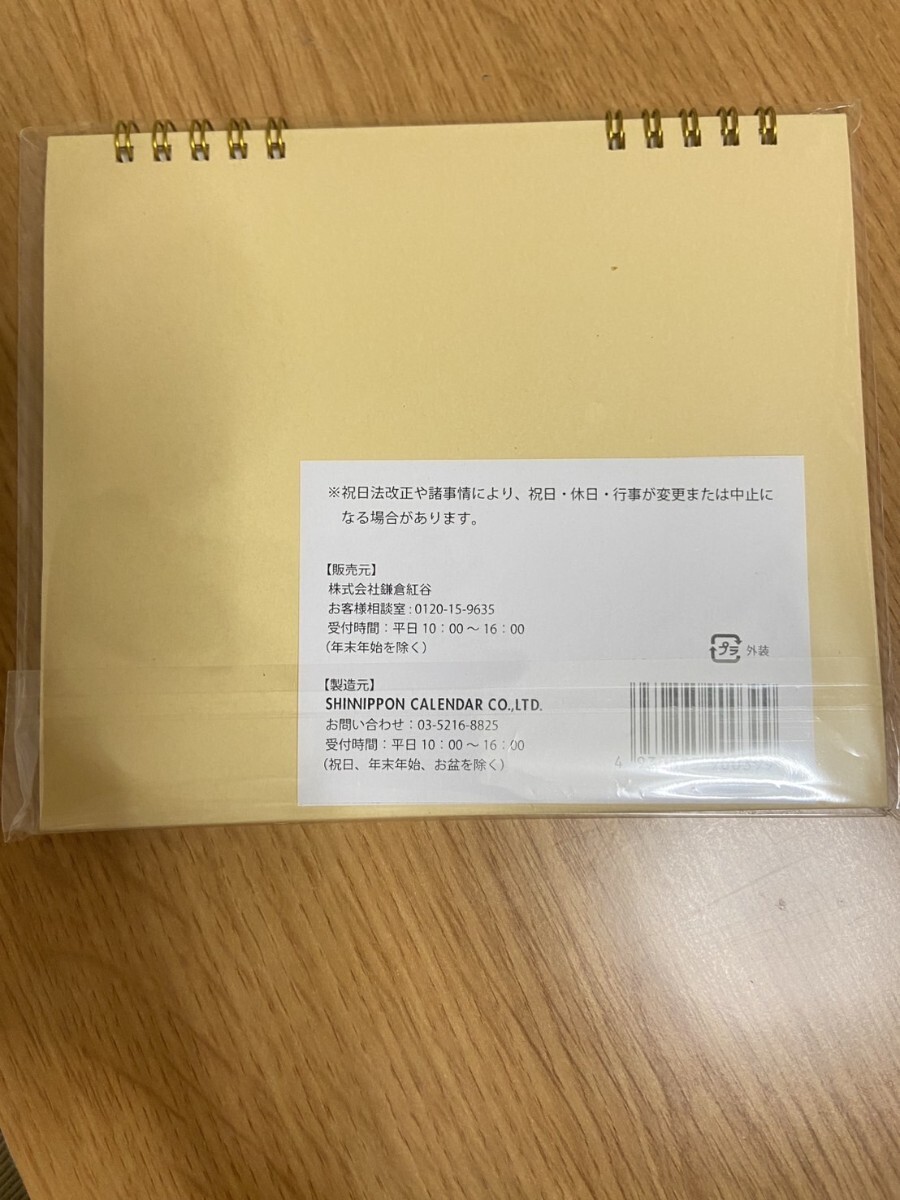 ※祝日法改正や諸事情により、祝日・休日・行事が変更または中止に
なる場合があります。
【販売元】
株式会社鎌倉紅谷
お客様相談室:0120-15-9635
受付時間:平日10:00～16:00
(年末年始を除く)
プラ 外装
【製造元】
SHINNIPPON CALENDAR CO.,LTD.
お問い合わせ:03-5216-8825
受付時間:平日10:00～16:00
(祝日、年末年始、お盆を除く)